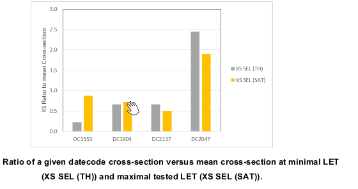 3.0
2.5
2.0
1.5
1.0
0.5
0.0
XS Ratio to mean Cross-section
DC1553 DC1904 DC2117 DC2047
XS SEL (TH)
XS SEL (SAT)
Ratio of a given datecode cross-section versus mean cross-section at minimal LET
(XS SEL (TH)) and maximal tested LET (XS SEL (SAT)).